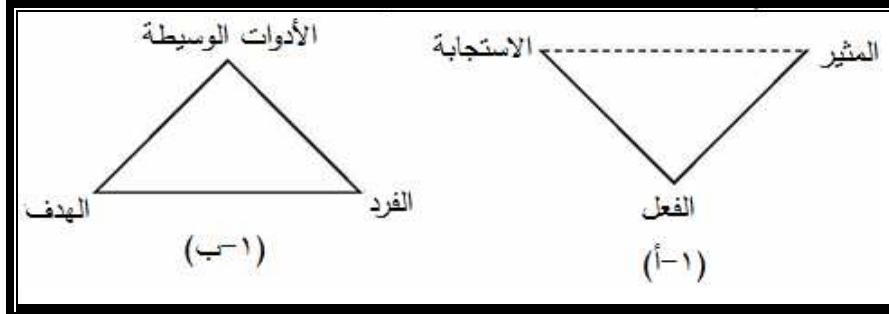 المثير
الاستجابة
الفعل
(١-أ)
الأدوات الوسيطة
الفرد
الهدف
(١-ب)